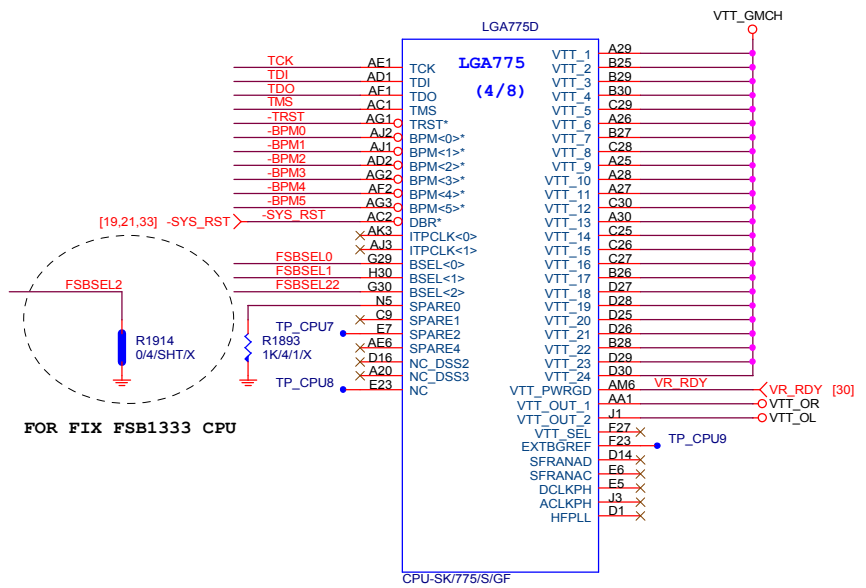 VTT_GMCH
LGA775D
LGA775
(4/8)
TCK AE1 TCK
TDI AD1 TDI
TDO AF1 TDO
TMS AC1 TMS
-TRST AG1 TRST*
-BPM0 AJ2 BPM<0>*
-BPM1 AJ1 BPM<1>*
-BPM2 AD2 BPM<2>*
-BPM3 AG2 BPM<3>*
-BPM4 AF2 BPM<4>*
-BPM5 AG3 BPM<5>*
[19,21,33] -SYS_RST -SYS_RST AC2 DBR*
AK3 ITPCLK<0>
AJ3 ITPCLK<1>
FSBSEL0 G29 BSEL<0>
FSBSEL1 H30 BSEL<1>
FSBSEL22 G30 BSEL<2>
N5 SPARE0
C9 SPARE1
TP_CPU7 E7 SPARE2
AE6 SPARE4
D16 NC_DSS2
A20 NC_DSS3
TP_CPU8 E23 NC
FSBSEL2
R1914
0/4/SHT/X
R1893
1K/4/1/X
FOR FIX FSB1333 CPU
VTT_1 A29
VTT_2 B25
VTT_3 B29
VTT_4 B30
VTT_5 C29
VTT_6 A26
VTT_7 B27
VTT_8 C28
VTT_9 A25
VTT_10 A28
VTT_11 A27
VTT_12 C30
VTT_13 A30
VTT_14 C25
VTT_15 C26
VTT_16 C27
VTT_17 B26
VTT_18 D27
VTT_19 D28
VTT_20 D25
VTT_21 D26
VTT_22 B28
VTT_23 D29
VTT_24 D30
VTT_PWRGD AM6 VR_RDY VR_RDY [30]
VTT_OUT_1 AA1 VTT_OR
VTT_OUT_2 J1 VTT_OL
VTT_SEL F27
EXTBGREF F23 TP_CPU9
SFRANAD D14
SFRANAC E6
DCLKPH E5
ACLKPH J3
HFPLL D1
CPU-SK/775/S/GF